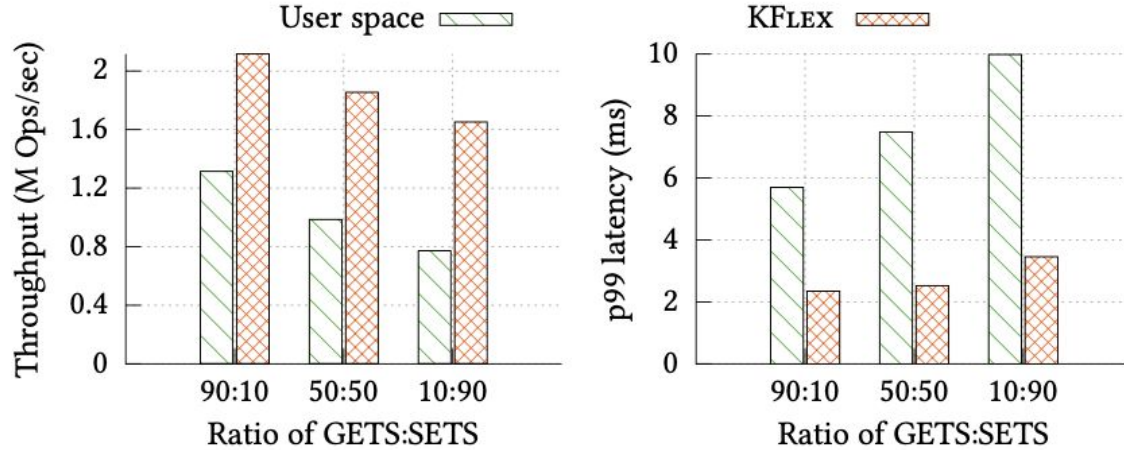 User space
KFLEX
Throughput (M Ops/sec)
2
1.6
1.2
0.8
0.4
0
90:10 50:50 10:90
Ratio of GETS:SETS
p99 latency (ms)
10
8
6
4
2
0
90:10 50:50 10:90
Ratio of GETS:SETS